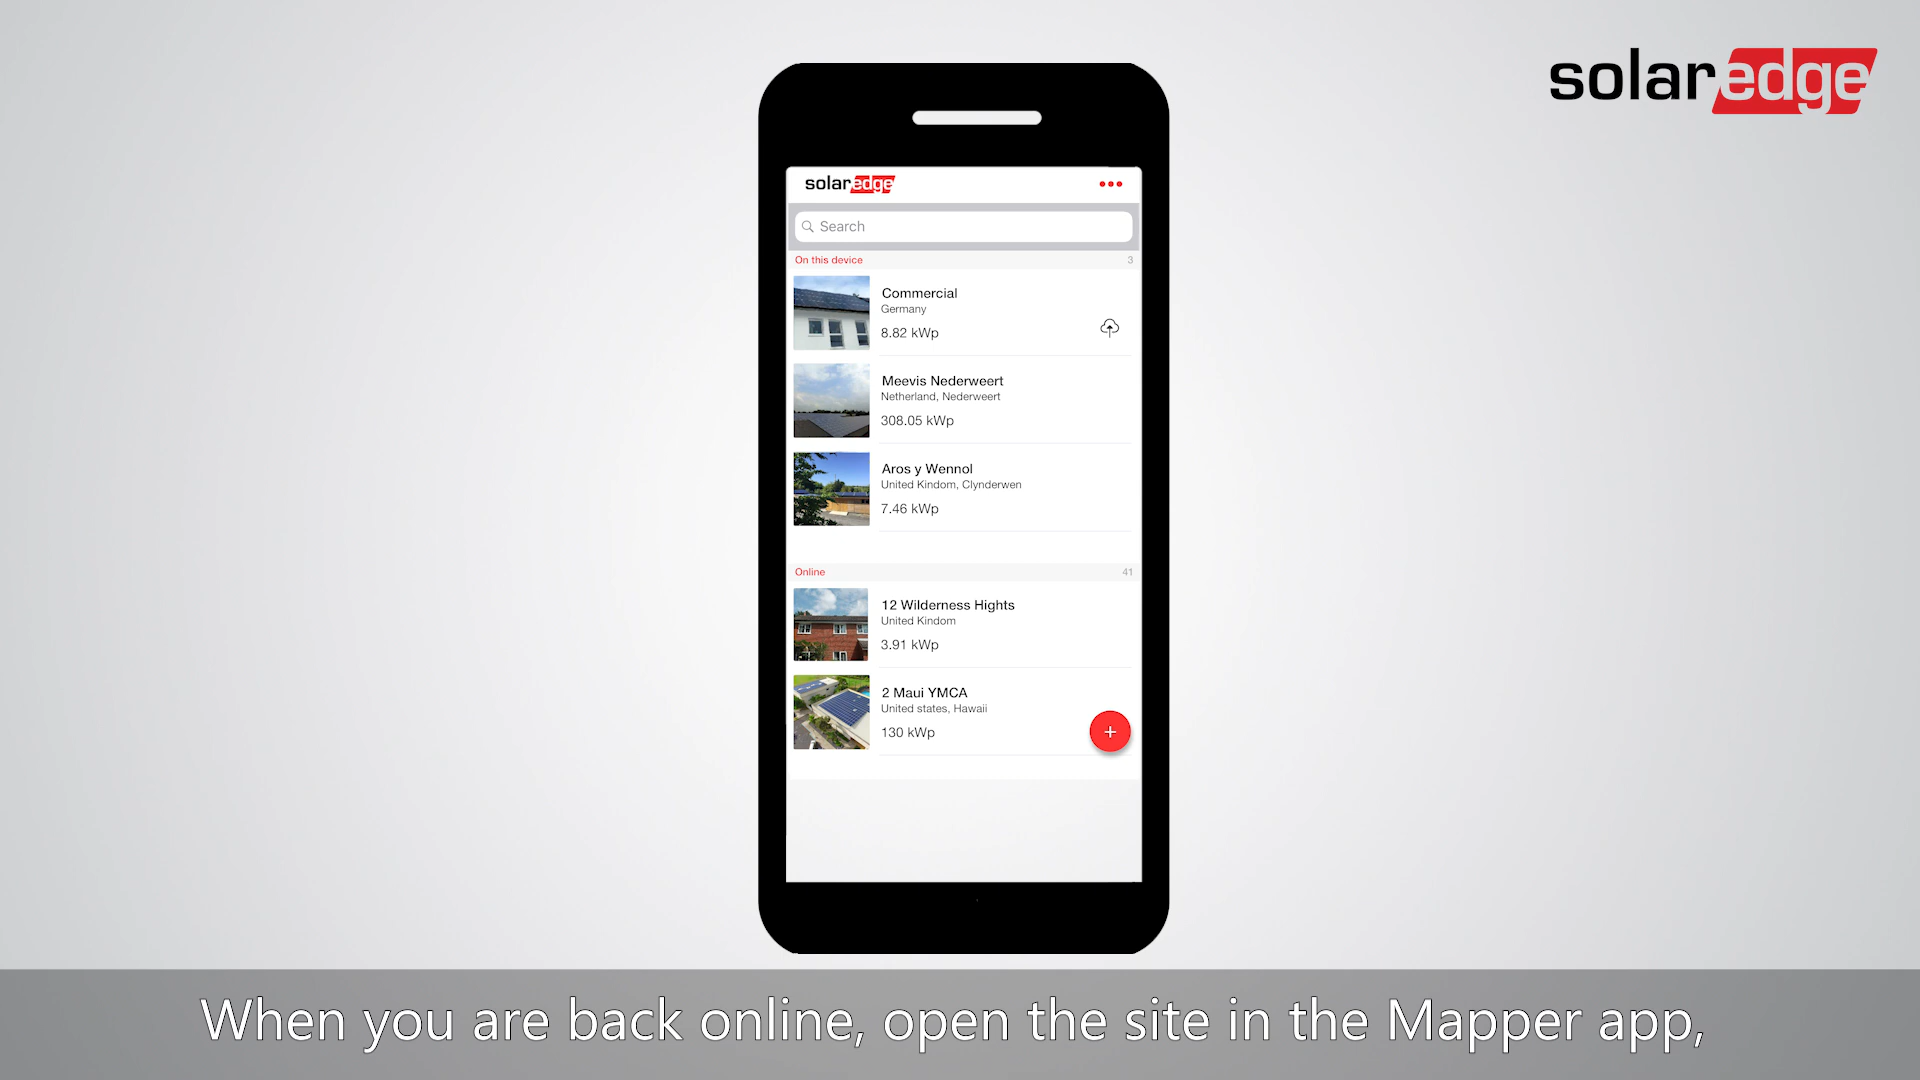 solaredge
solaredge
Search
On this device 3
Commercial
Germany
8.82 kWp
Meevis Nederweert
Netherland, Nederweert
308.05 kWp
Aros y Wennol
United Kindom, Clynderwen
7.46 kWp
Online 41
12 Wilderness Hights
United Kindom
3.91 kWp
2 Maui YMCA
United states, Hawaii
130 kWp
+
When you are back online, open the site in the Mapper app,